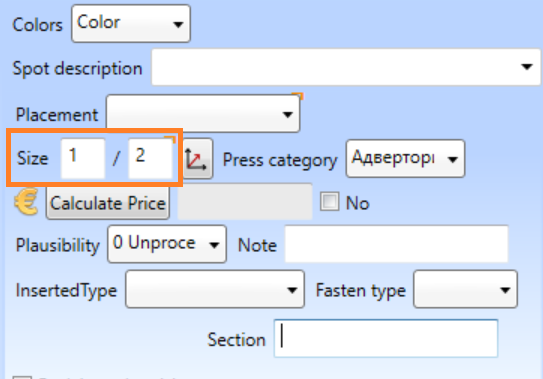 Colors Color
Spot description
Placement
Size 1 / 2 Press category Адвертори
Calculate Price No
Plausibility 0 Unproce Note
InsertedType Fasten type
Section